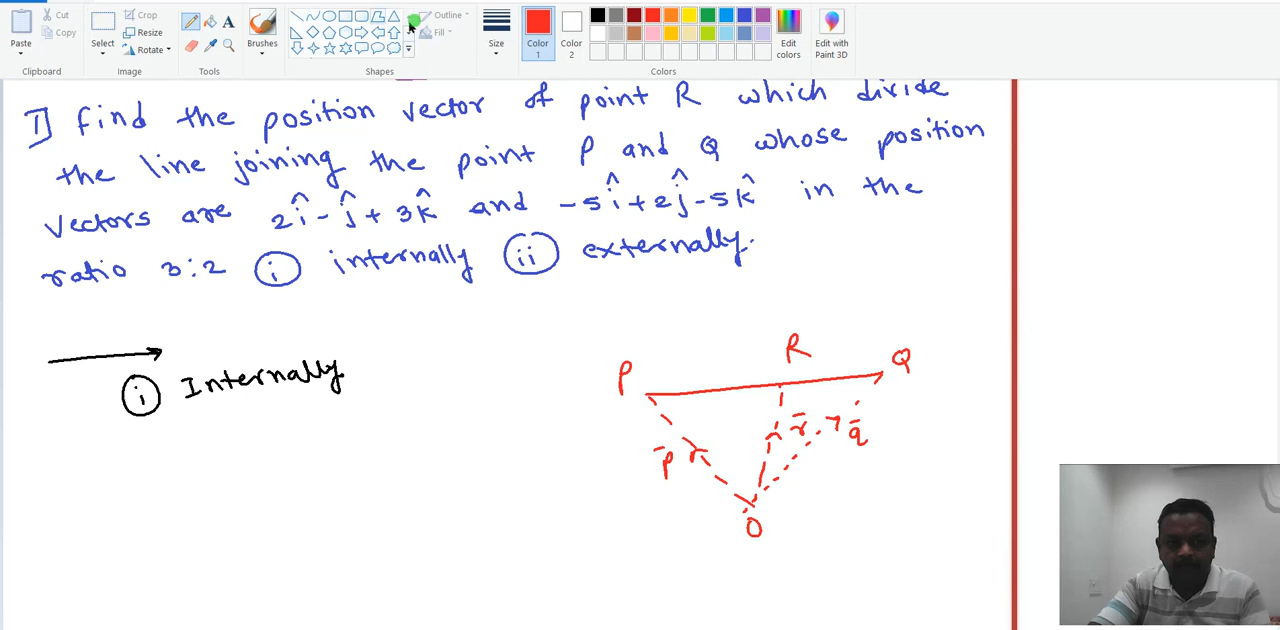 Cut
Crop
Outline
Copy
Resize
Fill
Paste
Select
Rotate
Brushes
Size
Color
1
Color
2
Edit
colors
Edit with
Paint 3D
Clipboard
Image
Tools
Shapes
Colors
1] find the position vector of point R which divide
the line joining the point P and Q whose position
vectors are 2î - ĵ + 3k̂ and -5î + 2ĵ - 5k̂ in the
ratio 3:2 (i) internally (ii) externally.
(i) Internally
P
R
Q
p̄
r̄
q̄
O